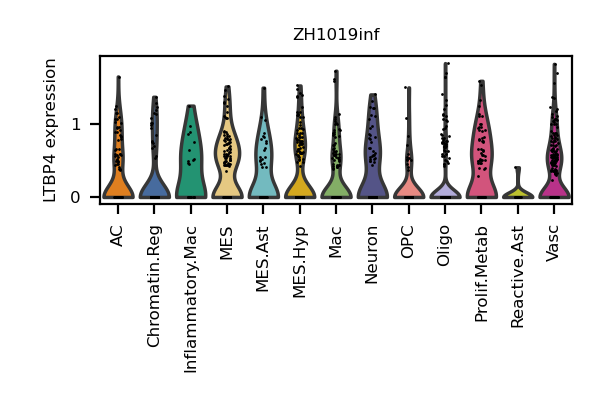 ZH1019inf
LTBP4 expression
1
0
AC
Chromatin.Reg
Inflammatory.Mac
MES
MES.Ast
MES.Hyp
Mac
Neuron
OPC
Oligo
Prolif.Metab
Reactive.Ast
Vasc